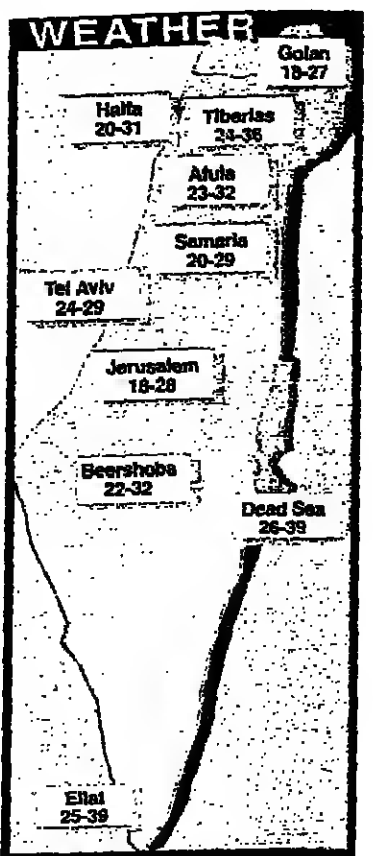 WEATHER
Golan
18-27
Haifa
20-31
Tiberias
24-36
Afula
23-32
Samaria
20-29
Tel Aviv
24-29
Jerusalem
18-28
Beersheba
22-32
Dead Sea
26-39
Eilat
25-39